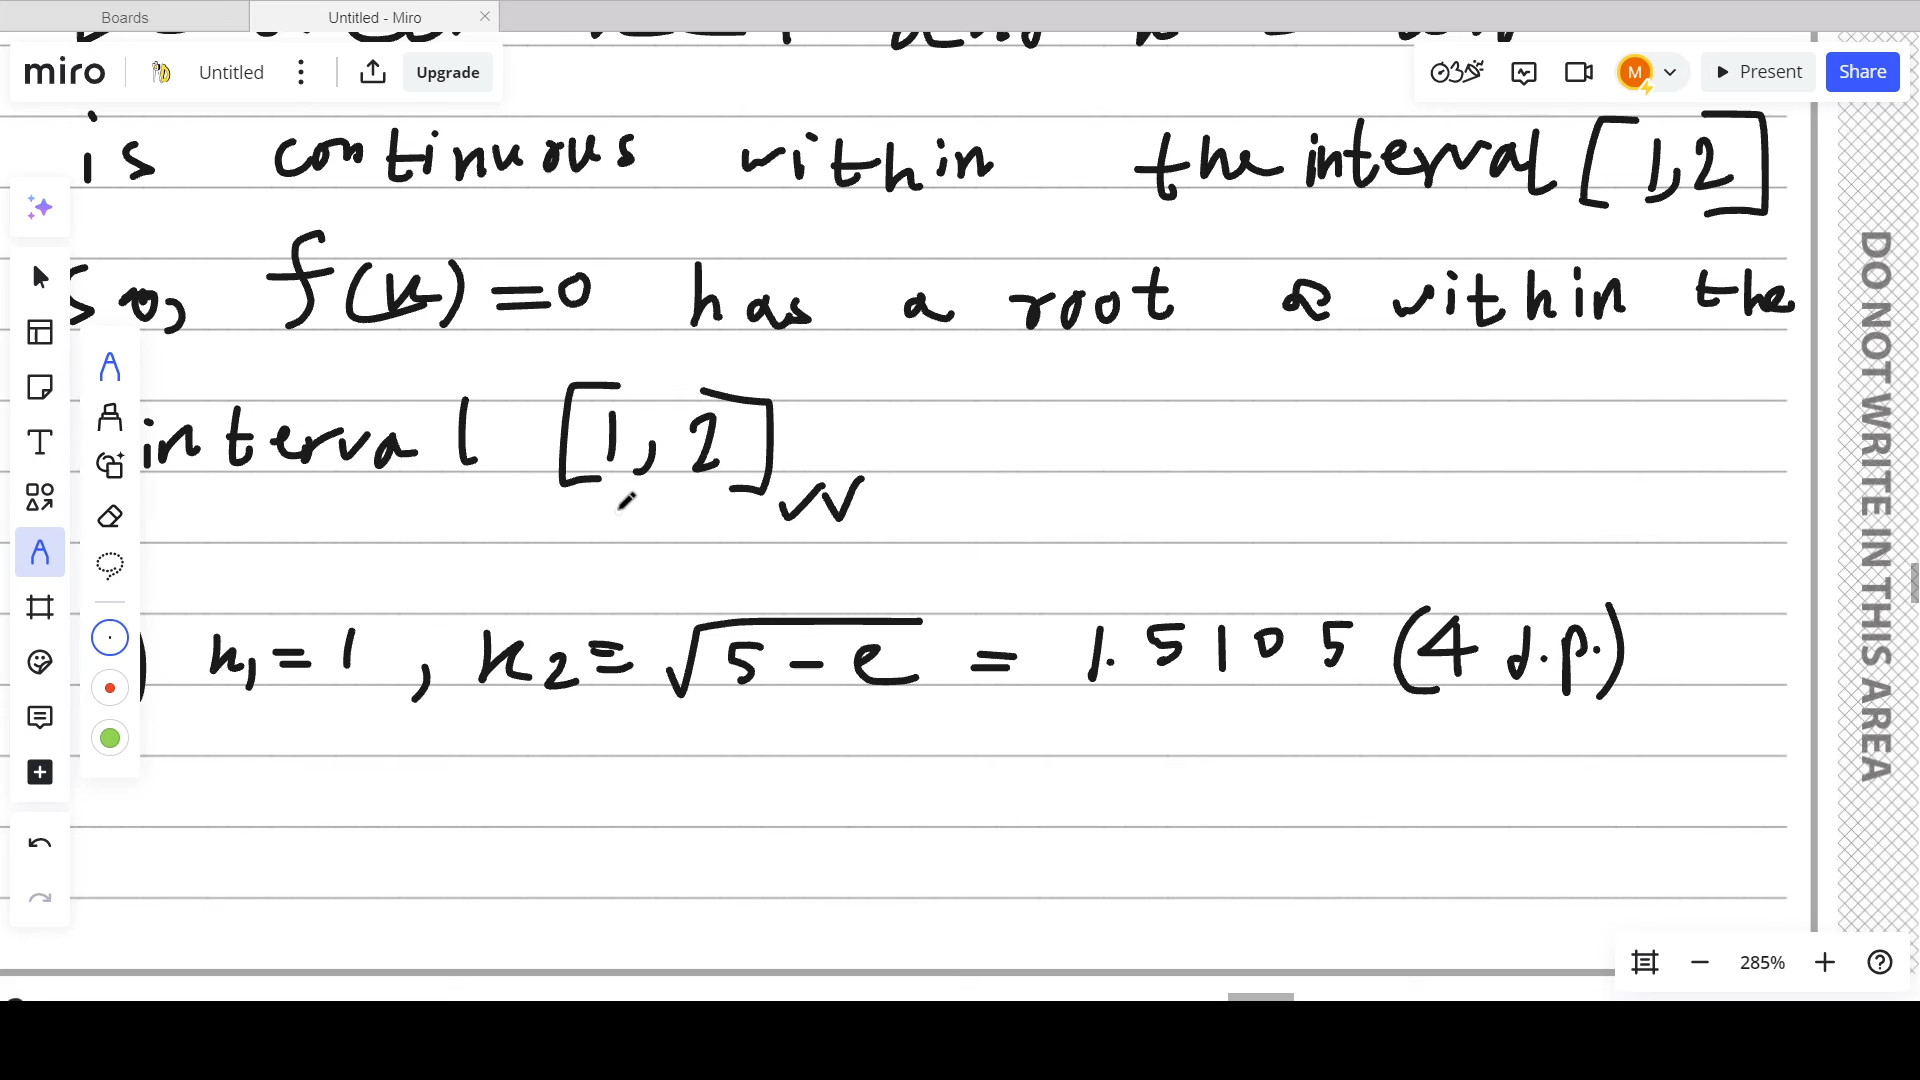 Boards
Untitled - Miro
miro
Untitled
Upgrade
M
Present
Share
is continuous within the interval [1,2]
So, f(x)=0 has a root α within the
interval [1, 2]
) x₁ = 1 , x₂ = √5 - e = 1.5105 (4 d.p.)
DO NOT WRITE IN THIS AREA
285%